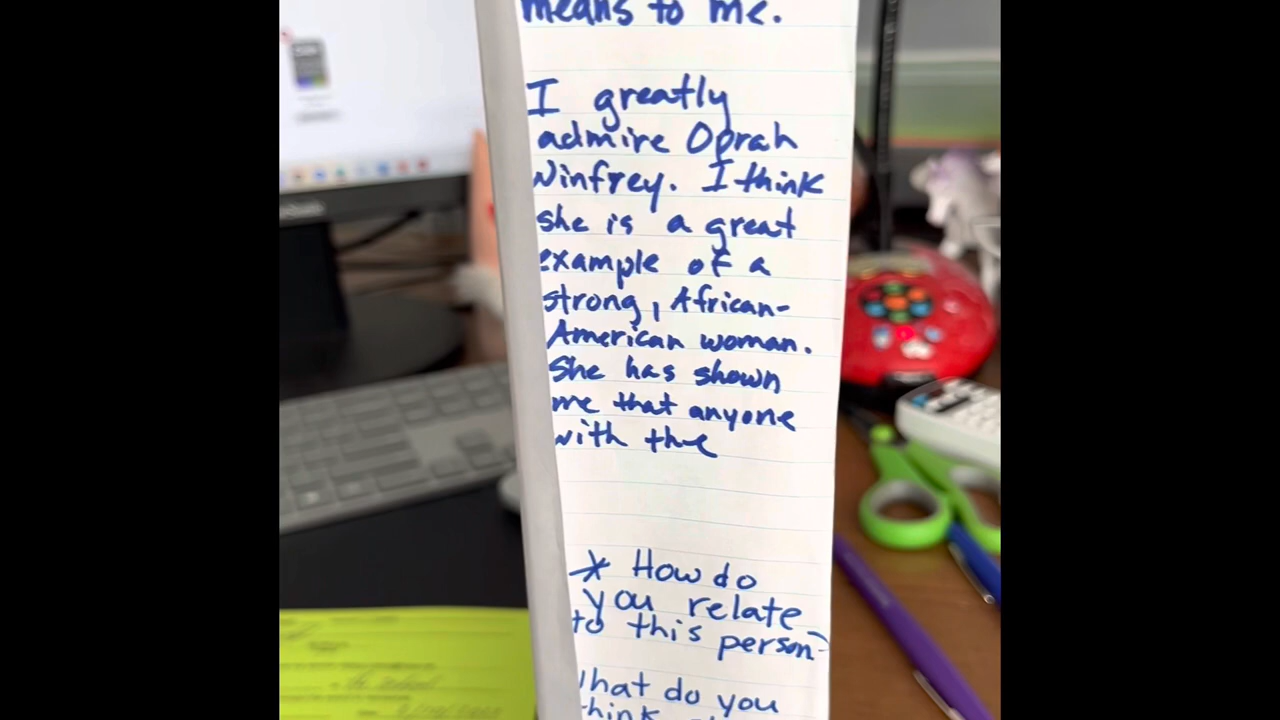 means to me.
I greatly
admire Oprah
Winfrey. I think
she is a great
example of a
strong, African-
American woman.
She has shown
me that anyone
with the
* How do
you relate
to this person?
What do you
think